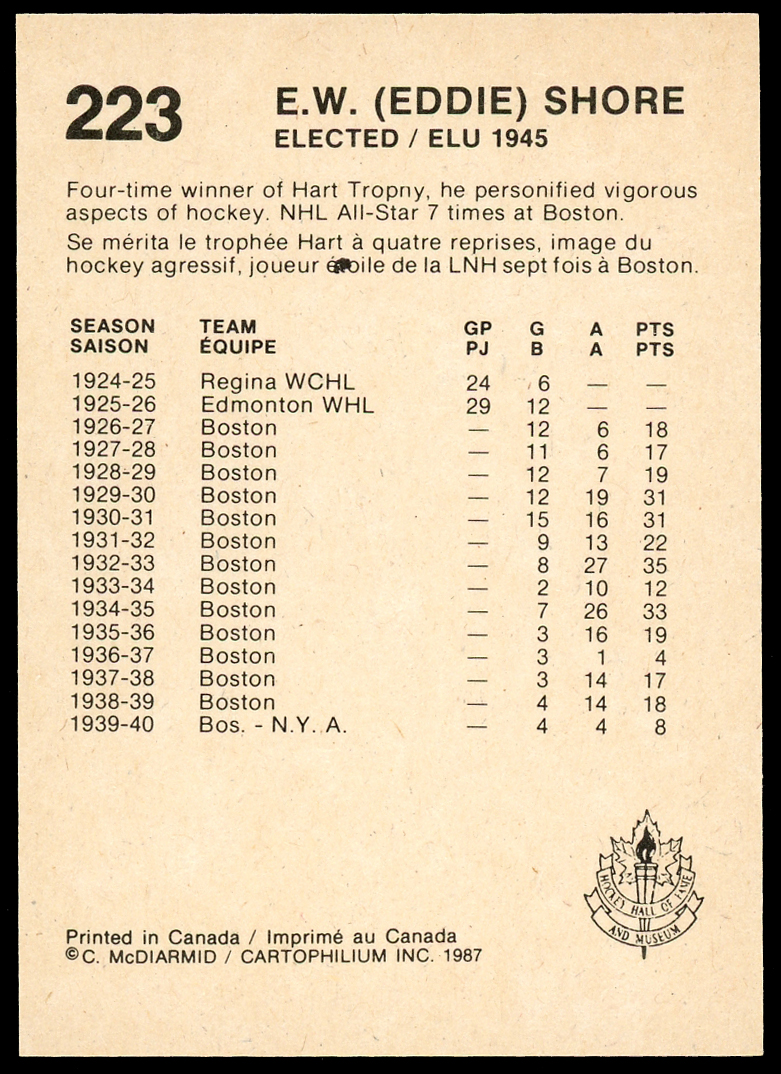 223
E.W. (EDDIE) SHORE
ELECTED / ELU 1945
Four-time winner of Hart Tropny, he personified vigorous
aspects of hockey. NHL All-Star 7 times at Boston.
Se mérita le trophée Hart à quatre reprises, image du
hockey agressif, joueur étoile de la LNH sept fois à Boston.
SEASON TEAM GP G A PTS
SAISON ÉQUIPE PJ B A PTS
1924-25 Regina WCHL 24 6 — —
1925-26 Edmonton WHL 29 12 — —
1926-27 Boston — 12 6 18
1927-28 Boston — 11 6 17
1928-29 Boston — 12 7 19
1929-30 Boston — 12 19 31
1930-31 Boston — 15 16 31
1931-32 Boston — 9 13 22
1932-33 Boston — 8 27 35
1933-34 Boston — 2 10 12
1934-35 Boston — 7 26 33
1935-36 Boston — 3 16 19
1936-37 Boston — 3 1 4
1937-38 Boston — 3 14 17
1938-39 Boston — 4 14 18
1939-40 Bos. - N.Y. A. — 4 4 8
HOCKEY HALL OF FAME
AND MUSEUM
Printed in Canada / Imprimé au Canada
©C. McDIARMID / CARTOPHILIUM INC. 1987